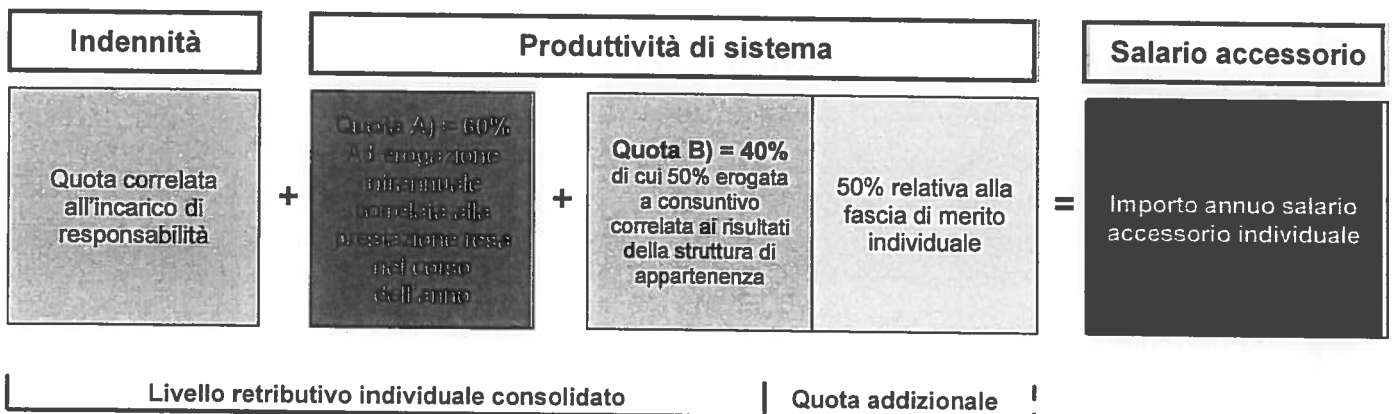 Indennità
Produttività di sistema
Salario accessorio
Quota correlata
all'incarico di
responsabilità
+
Quota A) = 60%
Ad erogazione
infrannuale
correlata alla
prestazione resa
nel corso
dell'anno
+
Quota B) = 40%
di cui 50% erogata
a consuntivo
correlata ai risultati
della struttura di
appartenenza
50% relativa alla
fascia di merito
individuale
=
Importo annuo salario
accessorio individuale
Livello retributivo individuale consolidato
Quota addizionale